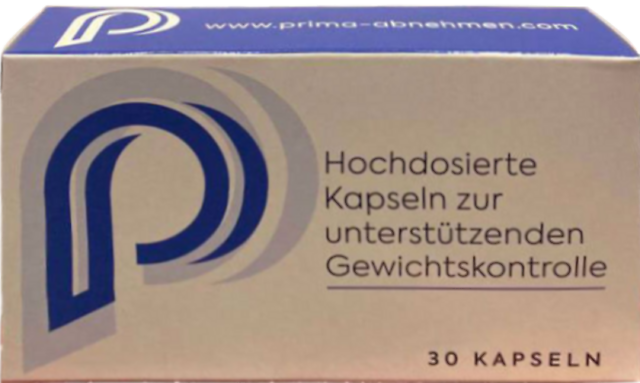 www.prima-abnehmen.com
Hochdosierte
Kapseln zur
unterstützenden
Gewichtskontrolle
30 KAPSELN